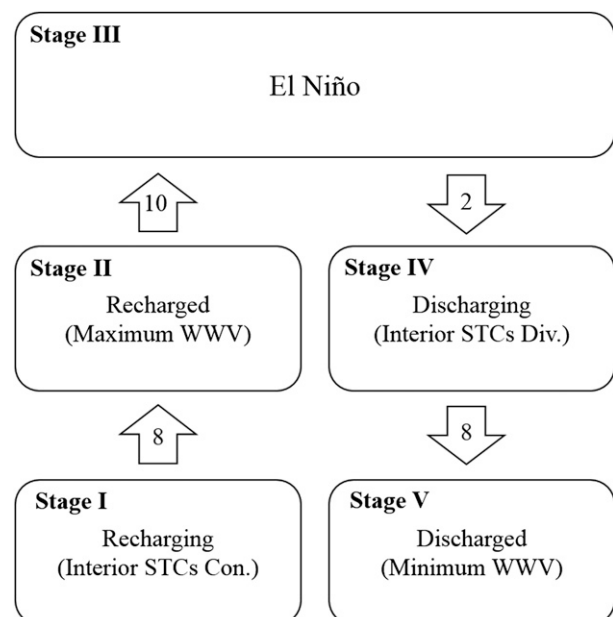 Stage III
El Niño
10
2
Stage II
Recharged
(Maximum WWV)
Stage IV
Discharging
(Interior STCs Div.)
8
8
Stage I
Recharging
(Interior STCs Con.)
Stage V
Discharged
(Minimum WWV)